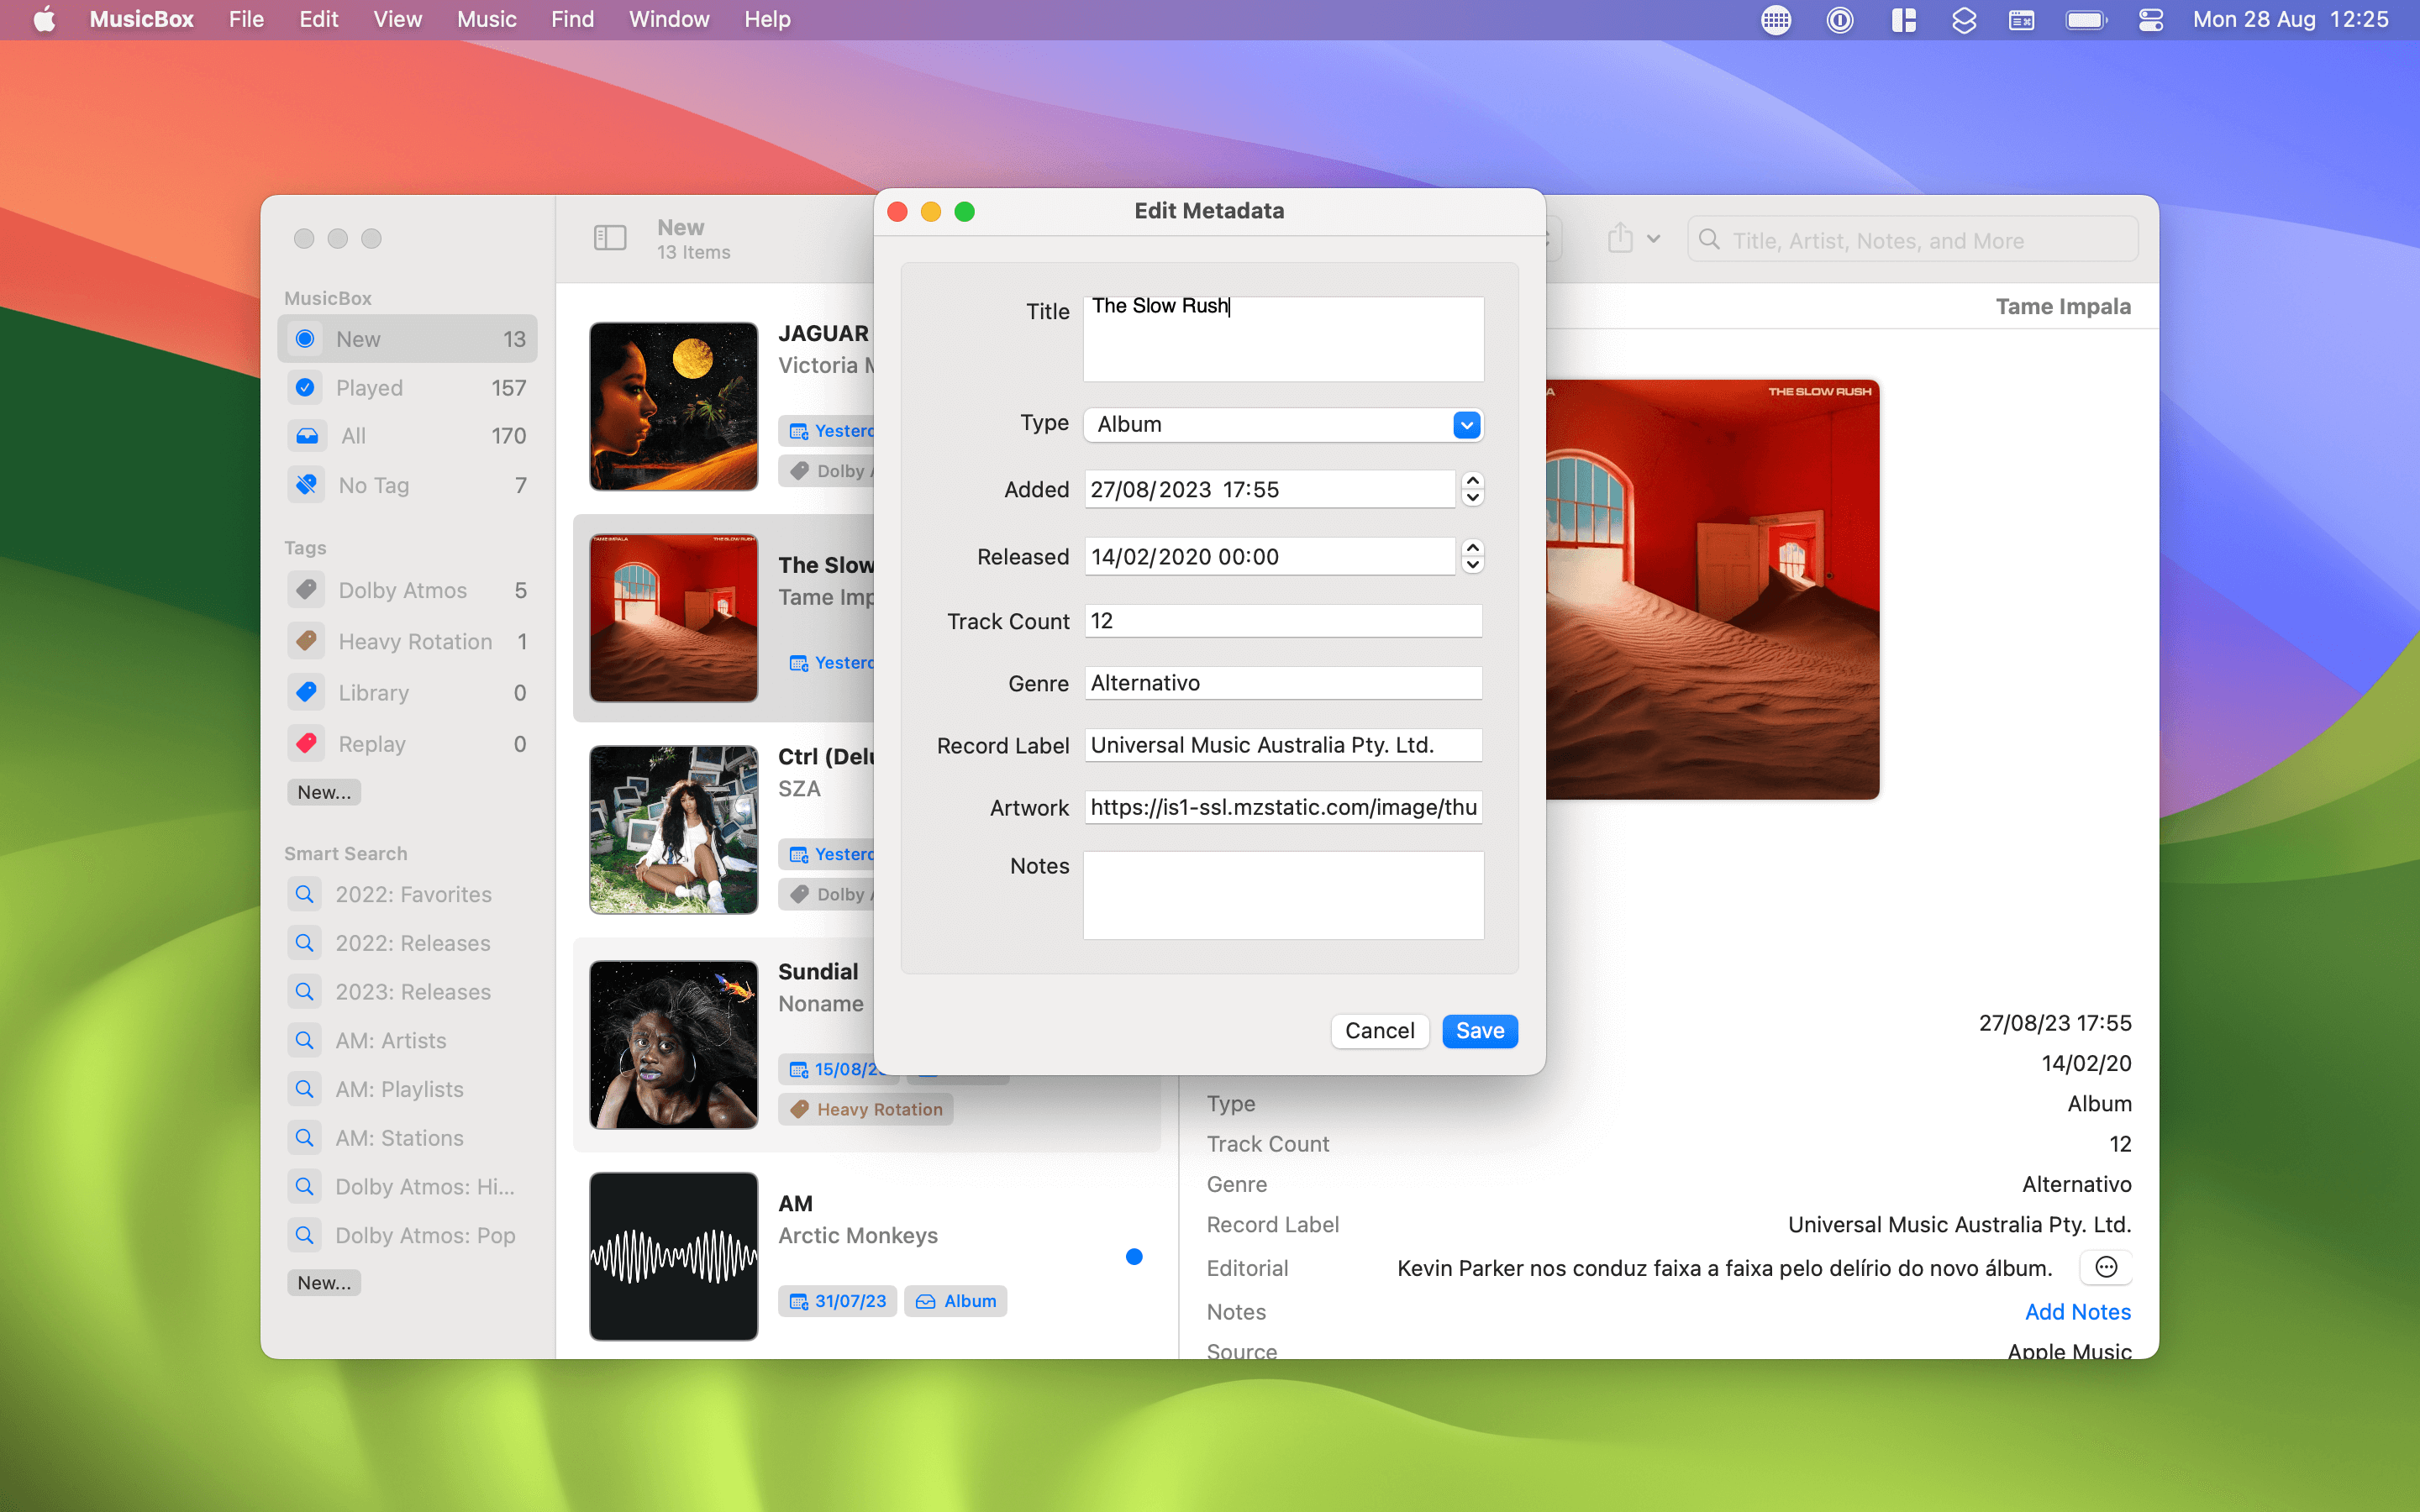 MusicBox File Edit View Music Find Window Help
Mon 28 Aug 12:25
MusicBox
New 13
Played 157
All 170
No Tag 7
Tags
Dolby Atmos 5
Heavy Rotation 1
Library 0
Replay 0
New...
Smart Search
2022: Favorites
2022: Releases
2023: Releases
AM: Artists
AM: Playlists
AM: Stations
Dolby Atmos: Hi...
Dolby Atmos: Pop
New...
New
13 Items
JAGUAR
Victoria
Dolby
TAME IMPALA THE SLOW RUSH
The Slow
Tame
SZA
Dolby
Sundial
Noname
Heavy Rotation
AM
Arctic Monkeys
31/07/23 Album
Edit Metadata
Title The Slow Rush
Type Album
Added 27/08/2023 17:55
Released 14/02/2020 00:00
Track Count 12
Genre Alternativo
Record Label Universal Music Australia Pty. Ltd.
Artwork https://is1-ssl.mzstatic.com/image/thu
Notes
Cancel Save
Title, Artist, Notes, and More
Tame Impala
THE SLOW RUSH
27/08/23 17:55
14/02/20
Type Album
Track Count 12
Genre Alternativo
Record Label Universal Music Australia Pty. Ltd.
Editorial Kevin Parker nos conduz faixa a faixa pelo delírio do novo álbum.
Notes Add Notes
Source Apple Music